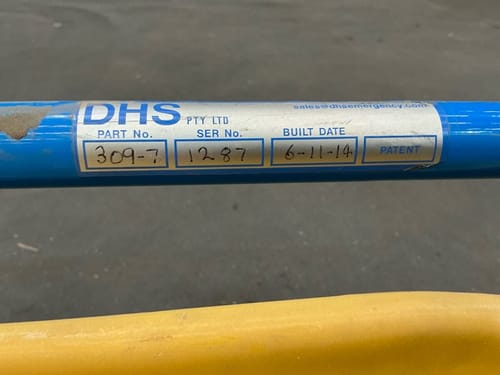 sales@dhsemergency.com
DHS PTY LTD
PART No. SER No. BUILT DATE
309-7 1287 6-11-14 PATENT